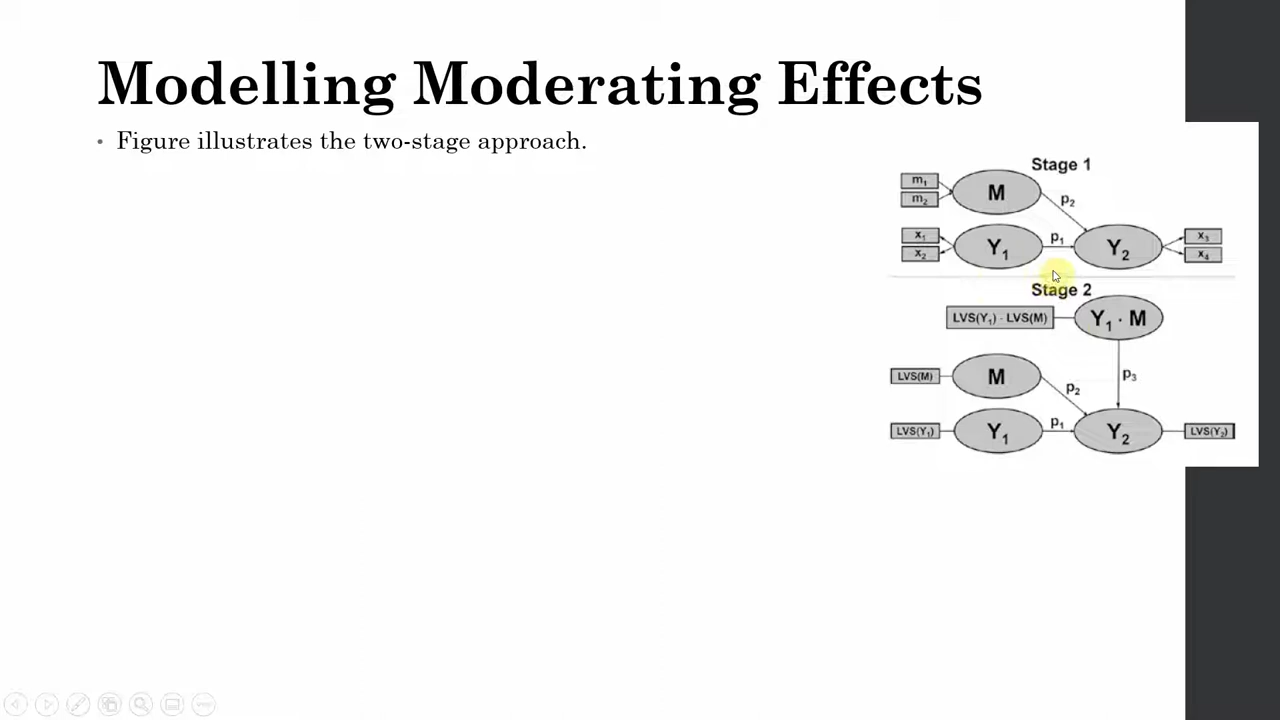 Modelling Moderating Effects
• Figure illustrates the two-stage approach.
Stage 1
m₁
m₂
M
p₂
x₁
x₂
Y₁
p₁
Y₂
x₃
x₄
Stage 2
LVS(Y₁) · LVS(M)
Y₁ · M
LVS(M)
M
p₂
p₃
LVS(Y₁)
Y₁
p₁
Y₂
LVS(Y₂)